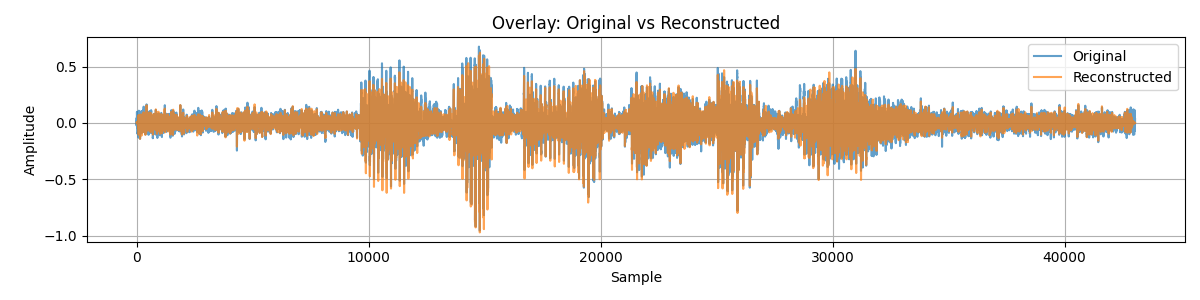 Overlay: Original vs Reconstructed
Original
Reconstructed
0.5
0.0
−0.5
−1.0
Amplitude
0 10000 20000 30000 40000
Sample